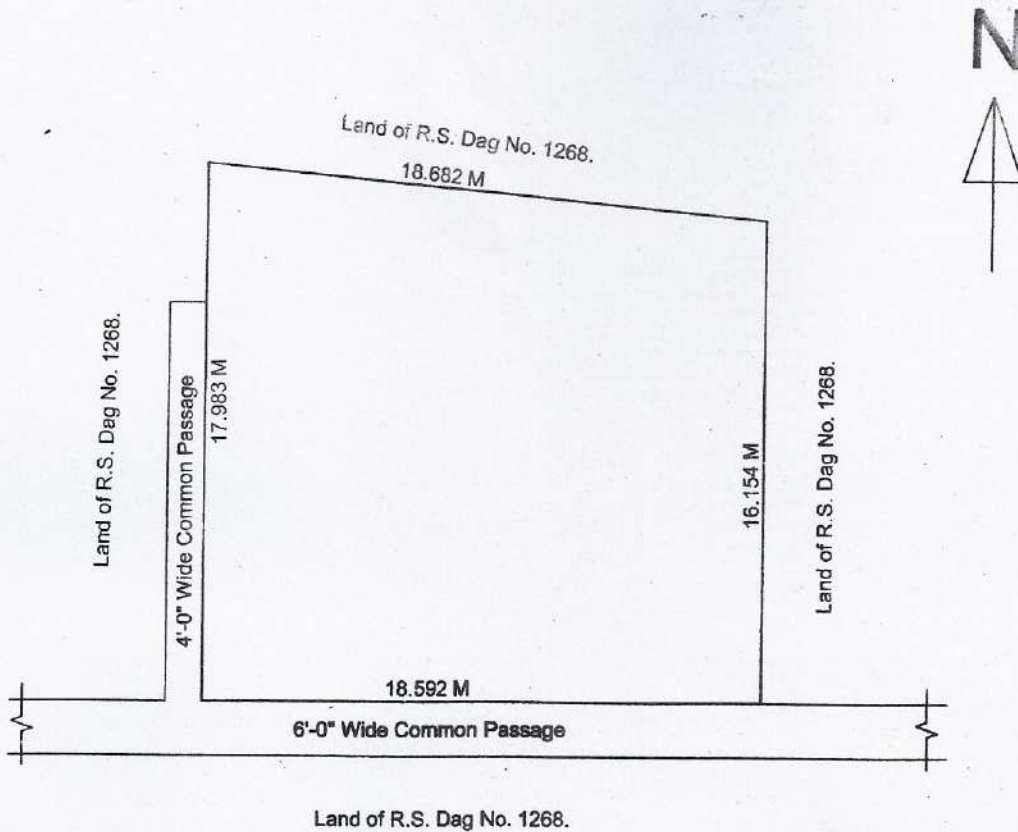 N
Land of R.S. Dag No. 1268.
18.682 M
Land of R.S. Dag No. 1268.
4'-0" Wide Common Passage
17.983 M
16.154 M
Land of R.S. Dag No. 1268.
18.592 M
6'-0" Wide Common Passage
Land of R.S. Dag No. 1268.